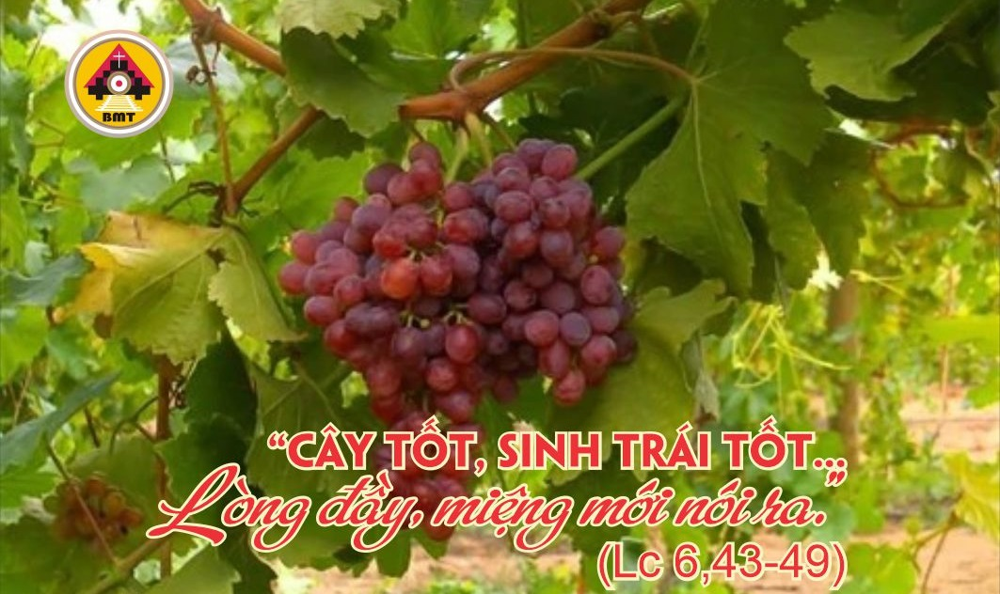 BMT
“CÂY TỐT, SINH TRÁI TỐT...
Lòng đầy, miệng mới nói ra.”
(Lc 6,43-49)